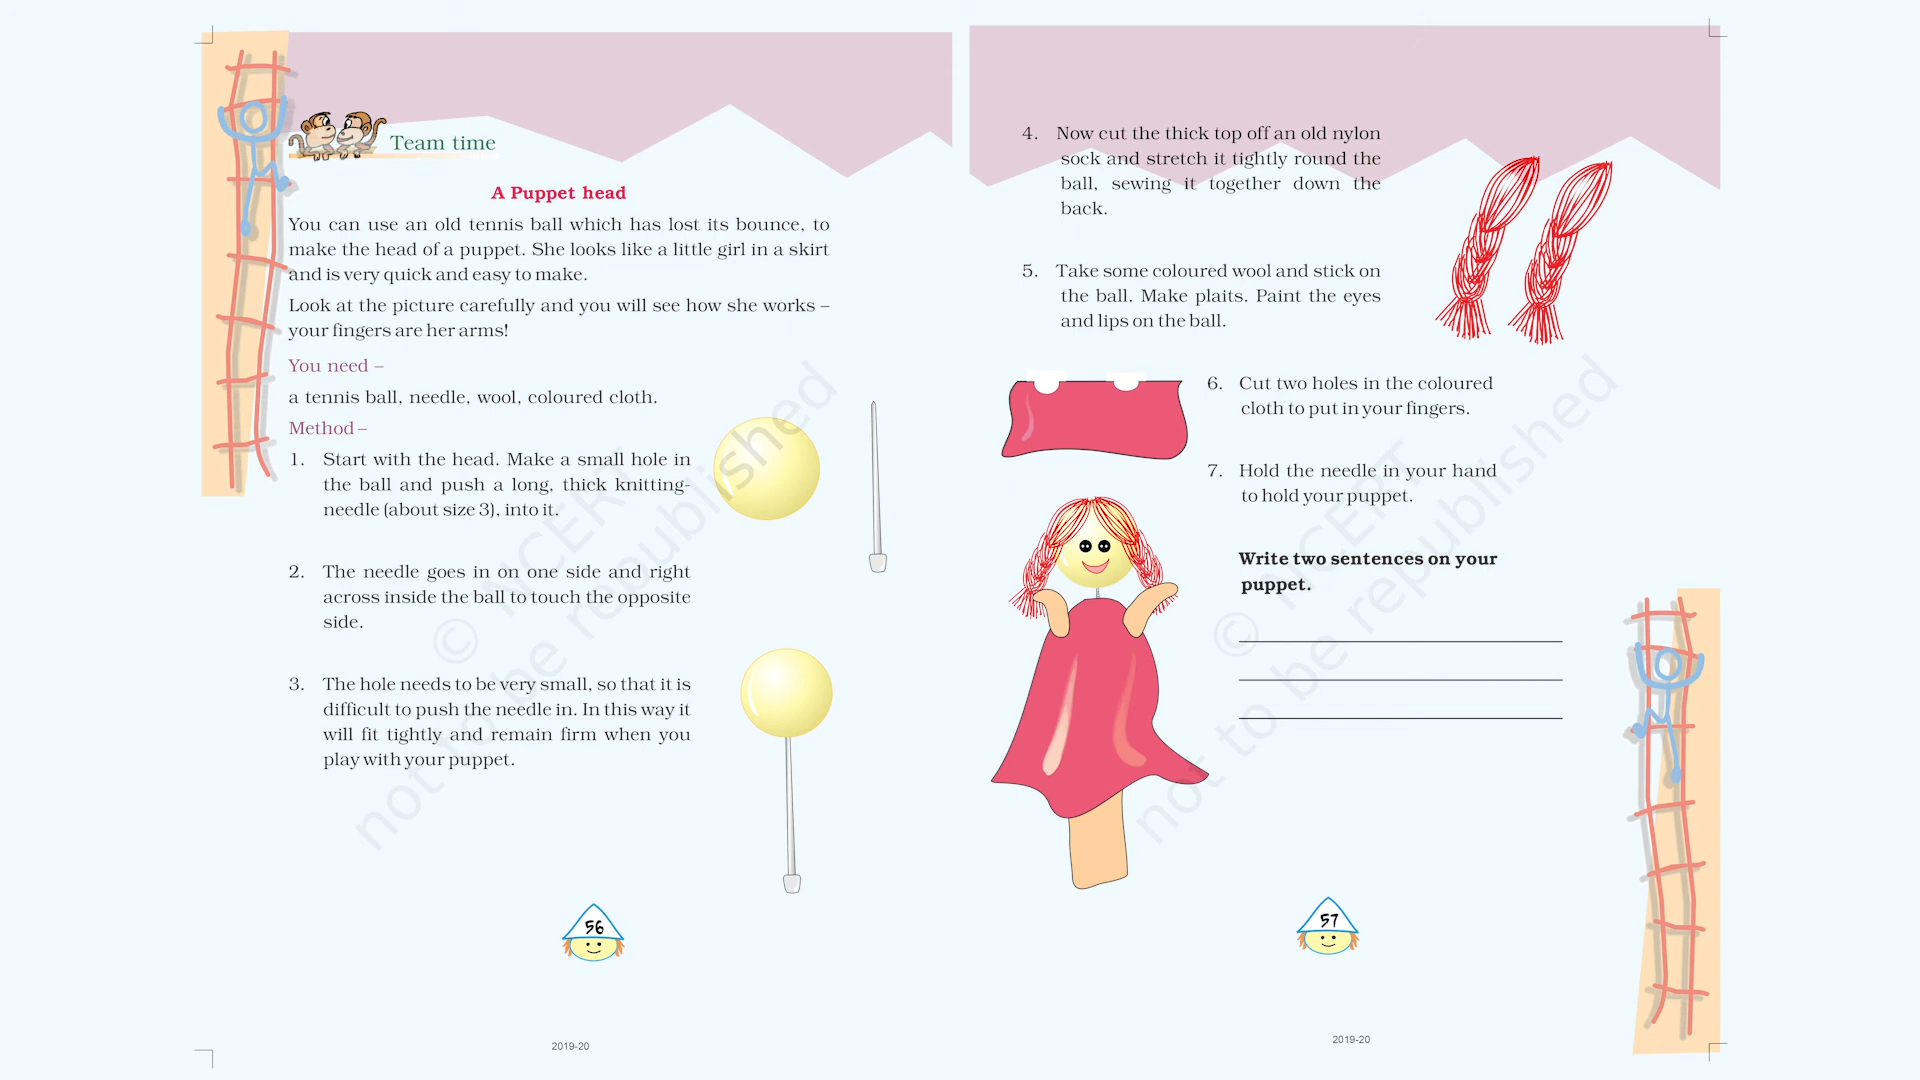 Team time
A Puppet head
You can use an old tennis ball which has lost its bounce, to
make the head of a puppet. She looks like a little girl in a skirt
and is very quick and easy to make.
Look at the picture carefully and you will see how she works –
your fingers are her arms!
You need –
a tennis ball, needle, wool, coloured cloth.
Method –
1. Start with the head. Make a small hole in
the ball and push a long, thick knitting-
needle (about size 3), into it.
2. The needle goes in on one side and right
across inside the ball to touch the opposite
side.
3. The hole needs to be very small, so that it is
difficult to push the needle in. In this way it
will fit tightly and remain firm when you
play with your puppet.
© NCERT
not to be republished
56
2019-20
4. Now cut the thick top off an old nylon
sock and stretch it tightly round the
ball, sewing it together down the
back.
5. Take some coloured wool and stick on
the ball. Make plaits. Paint the eyes
and lips on the ball.
6. Cut two holes in the coloured
cloth to put in your fingers.
7. Hold the needle in your hand
to hold your puppet.
Write two sentences on your
puppet.
© NCERT
not to be republished
57
2019-20